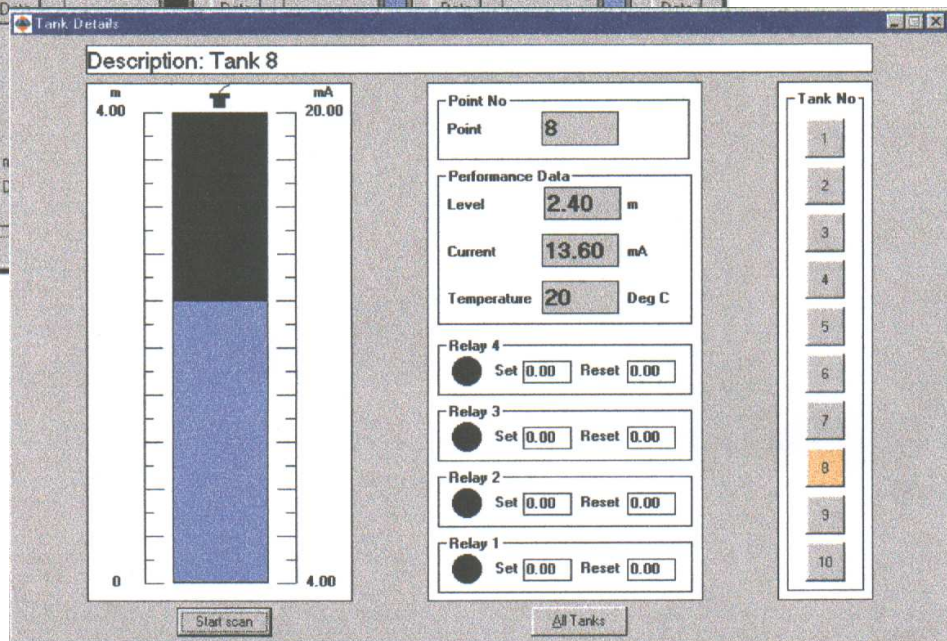 Data Data Data Data
Tank Details
Description: Tank 8
m mA
4.00 20.00
0 4.00
Start scan
Point No
Point 8
Performance Data
Level 2.40 m
Current 13.60 mA
Temperature 20 Deg C
Relay 4
Set 0.00 Reset 0.00
Relay 3
Set 0.00 Reset 0.00
Relay 2
Set 0.00 Reset 0.00
Relay 1
Set 0.00 Reset 0.00
All Tanks
Tank No
1
2
3
4
5
6
7
8
9
10